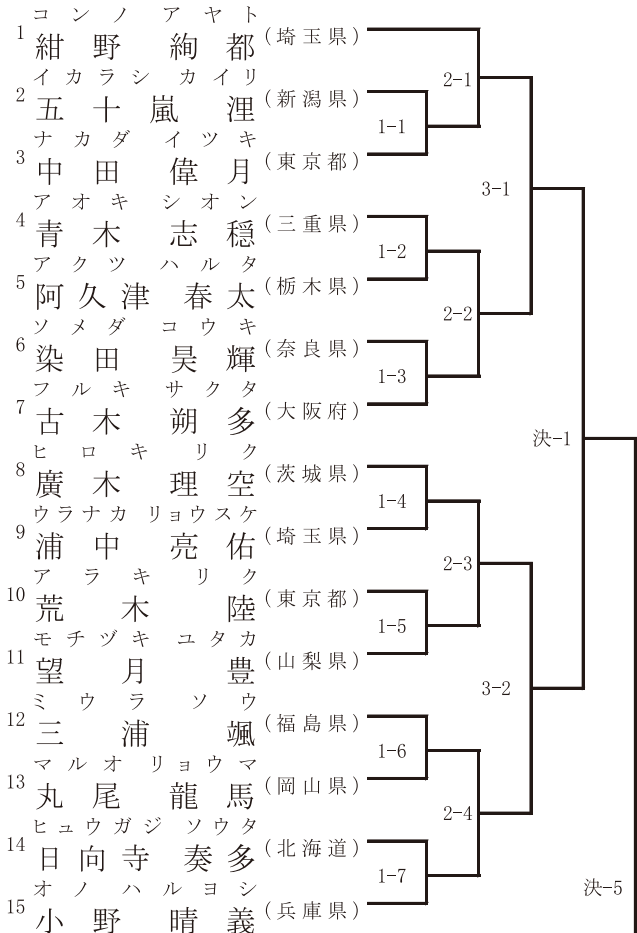 コンノ アヤト
1 紺野 絢都 (埼玉県)
イカラシ カイリ
2 五十嵐 浬 (新潟県)
ナカダ イツキ
3 中田 偉月 (東京都)
アオキ シオン
4 青木 志穏 (三重県)
アクツ ハルタ
5 阿久津 春太 (栃木県)
ソメダ コウキ
6 染田 昊輝 (奈良県)
フルキ サクタ
7 古木 朔多 (大阪府)
ヒロキ リク
8 廣木 理空 (茨城県)
ウラナカ リョウスケ
9 浦中 亮佑 (埼玉県)
アラキ リク
10 荒木 陸 (東京都)
モチヅキ ユタカ
11 望月 豊 (山梨県)
ミウラ ソウ
12 三浦 颯 (福島県)
マルオ リョウマ
13 丸尾 龍馬 (岡山県)
ヒュウガジ ソウタ
14 日向寺 奏多 (北海道)
オノ ハルヨシ
15 小野 晴義 (兵庫県)
1-1
1-2
1-3
1-4
1-5
1-6
1-7
2-1
2-2
2-3
2-4
3-1
3-2
決-1
決-5